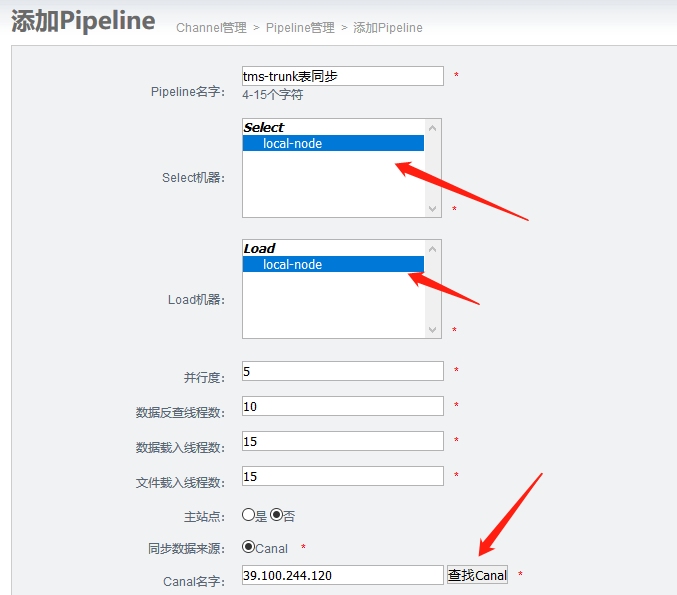 添加Pipeline Channel管理 > Pipeline管理 > 添加Pipeline
Pipeline名字： tms-trunk表同步 *
4-15个字符
Select
local-node
Select机器：
*
Load
local-node
Load机器：
*
并行度： 5 *
数据反查线程数： 10 *
数据载入线程数： 15 *
文件载入线程数： 15 *
主站点： 是 否
同步数据来源： Canal *
Canal名字： 39.100.244.120 查找Canal *